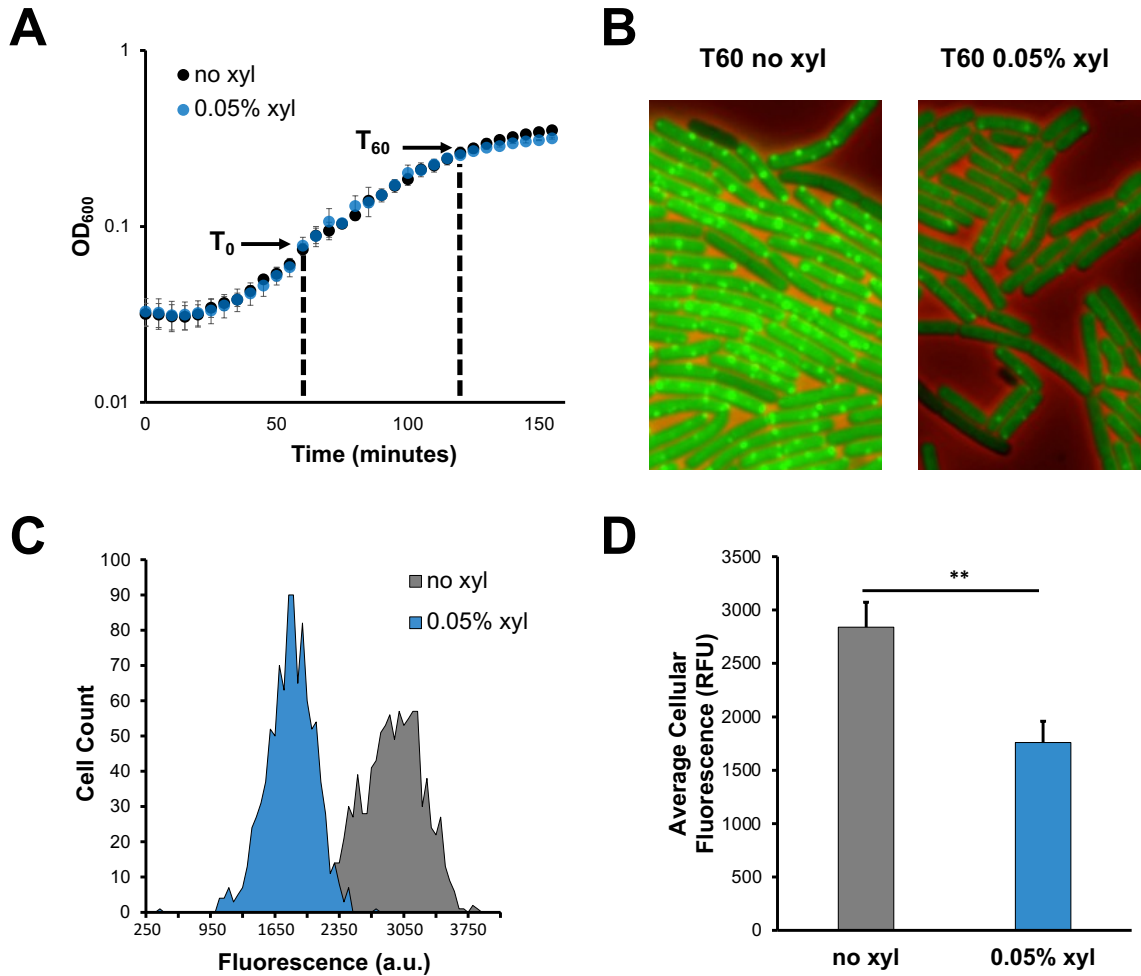 A
1
no xyl
0.05% xyl
T60
T0
0.1
0.01
OD600
0
50
100
150
Time (minutes)
B
T60 no xyl
T60 0.05% xyl
C
100
90
80
70
60
50
40
30
20
10
0
Cell Count
no xyl
0.05% xyl
250
950
1650
2350
3050
3750
Fluorescence (a.u.)
D
3500
3000
2500
2000
1500
1000
500
0
Average Cellular
Fluorescence (RFU)
**
no xyl
0.05% xyl